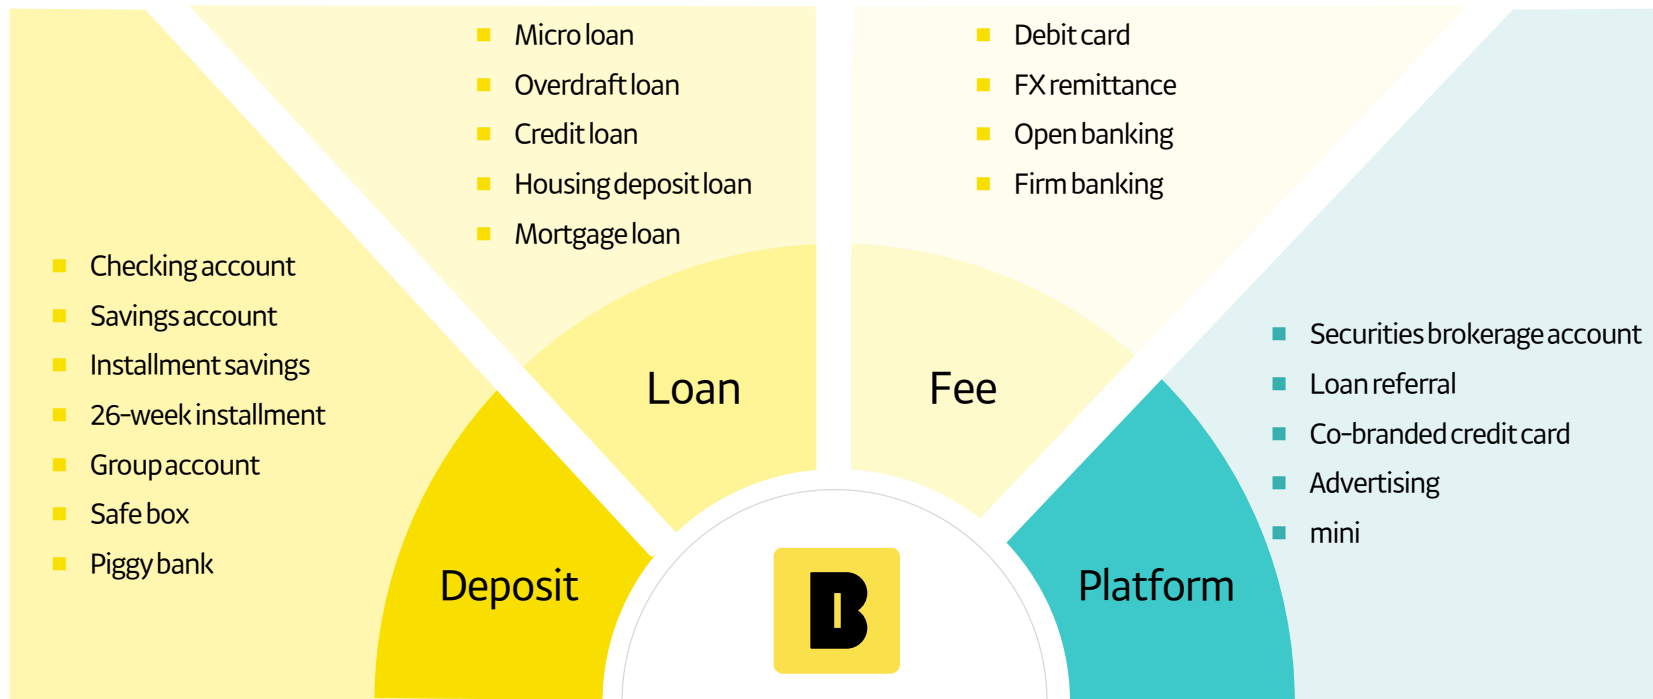 Checking account
Savings account
Installment savings
26-week installment
Group account
Safe box
Piggy bank
Deposit
Micro loan
Overdraft loan
Credit loan
Housing deposit loan
Mortgage loan
Loan
Debit card
FX remittance
Open banking
Firm banking
Fee
Securities brokerage account
Loan referral
Co-branded credit card
Advertising
mini
Platform
B